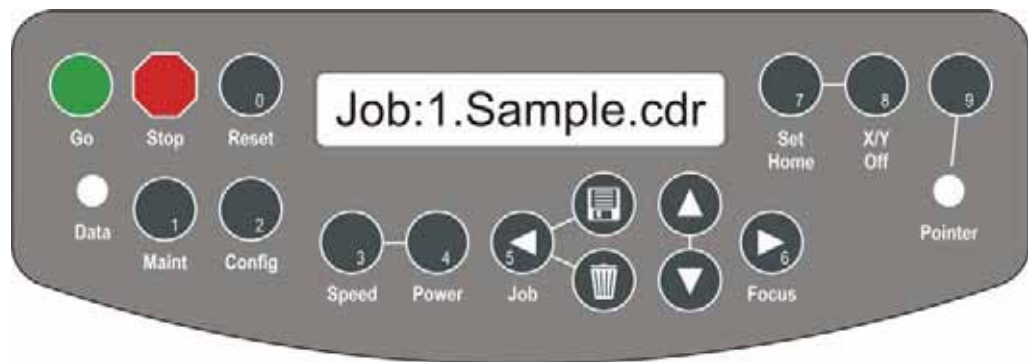 Job:1.Sample.cdr
Go
Stop
0
Reset
7
Set
Home
8
X/Y
Off
9
Data
1
Maint
2
Config
3
Speed
4
Power
5
Job
6
Focus
Pointer